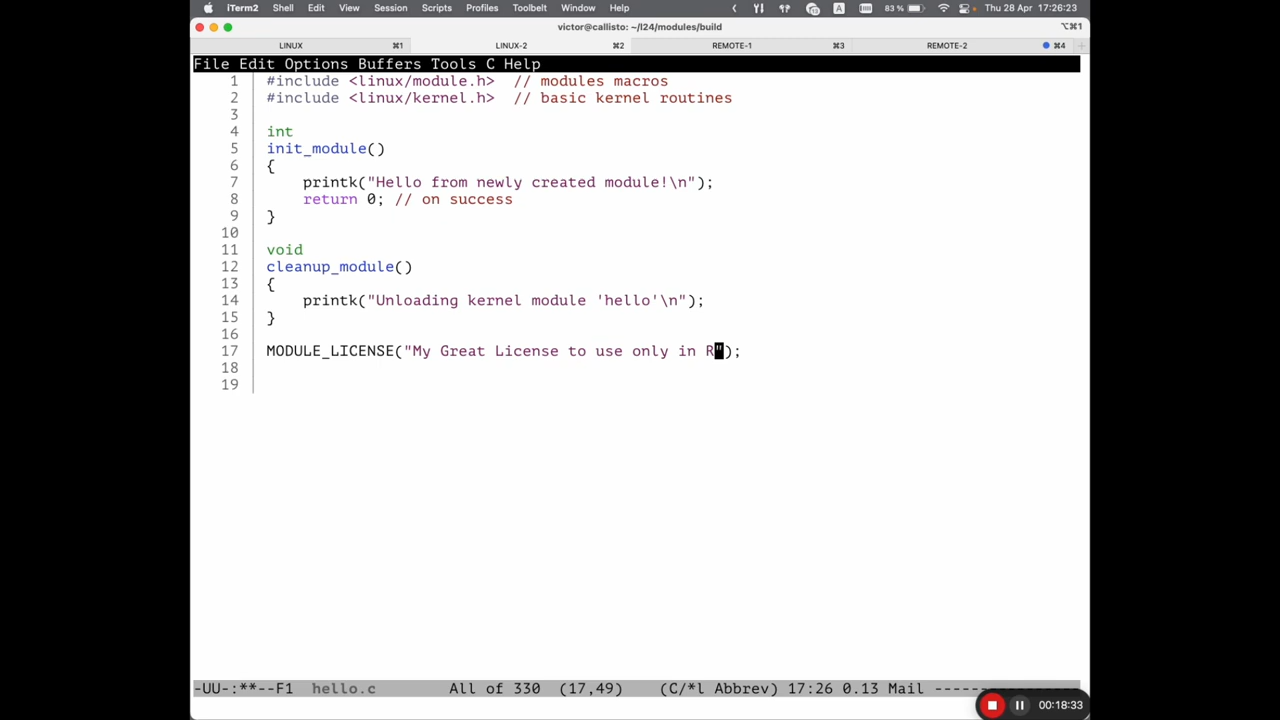 iTerm2 Shell Edit View Session Scripts Profiles Toolbelt Window Help A 83 % Thu 28 Apr 17:26:23
victor@callisto: ~/l24/modules/build ⌥⌘1
LINUX ⌘1 LINUX-2 ⌘2 REMOTE-1 ⌘3 REMOTE-2 ⌘4 +
File Edit Options Buffers Tools C Help
1 #include <linux/module.h>  // modules macros
2 #include <linux/kernel.h>  // basic kernel routines
3
4 int
5 init_module()
6 {
7     printk("Hello from newly created module!\n");
8     return 0; // on success
9 }
10
11 void
12 cleanup_module()
13 {
14     printk("Unloading kernel module 'hello'\n");
15 }
16
17 MODULE_LICENSE("My Great License to use only in R");
18
19
-UU-:**--F1  hello.c        All of 330  (17,49)    (C/*l Abbrev) 17:26 0.13 Mail ----------------
00:18:33